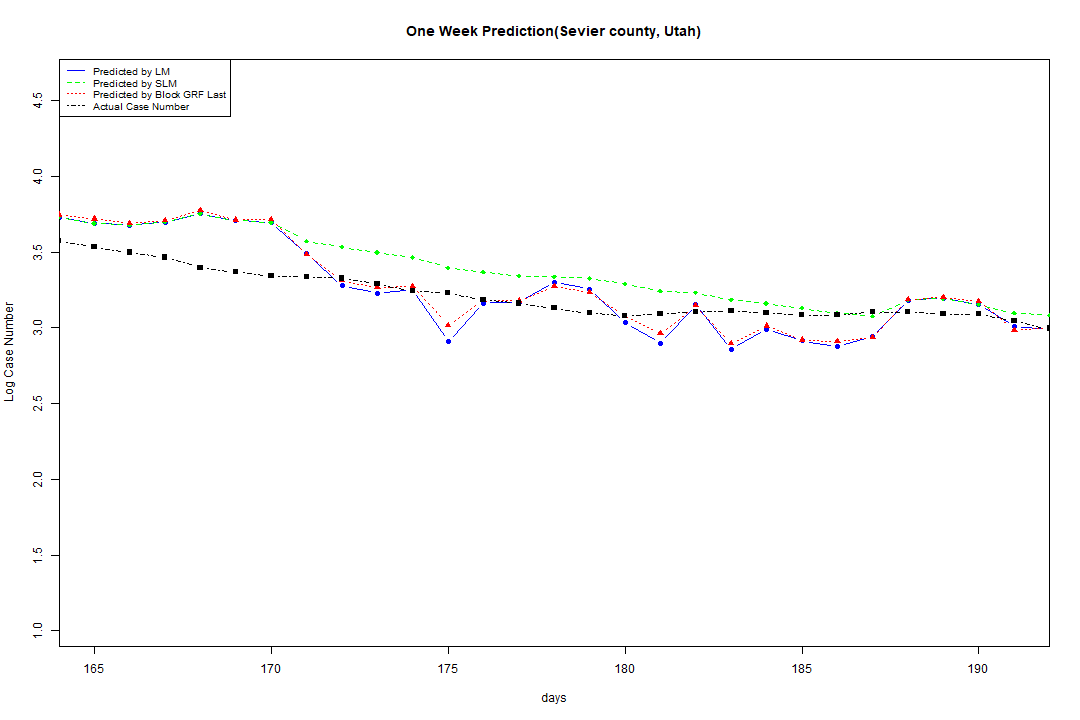 One Week Prediction(Sevier county, Utah)
Predicted by LM
Predicted by SLM
Predicted by Block GRF Last
Actual Case Number
Log Case Number
4.5
4.0
3.5
3.0
2.5
2.0
1.5
1.0
165 170 175 180 185 190
days